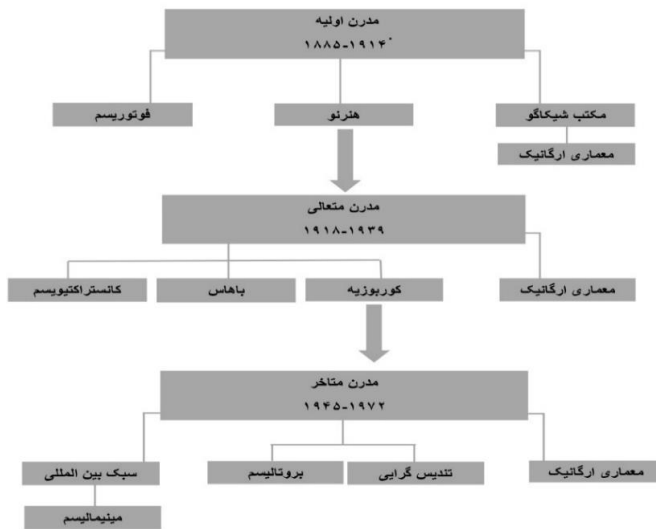 مدرن اولیه
۱۸۸۵-۱۹۱۴*
مکتب شیکاگو
هنرنو
فوتوریسم
معماری ارگانیک
مدرن متعالی
۱۹۱۸-۱۹۳۹
معماری ارگانیک
کوربوزیه
باهاس
کانستراکتیویسم
مدرن متاخر
۱۹۴۵-۱۹۷۲
معماری ارگانیک
تندیس گرایی
بروتالیسم
سبک بین المللی
مینیمالیسم